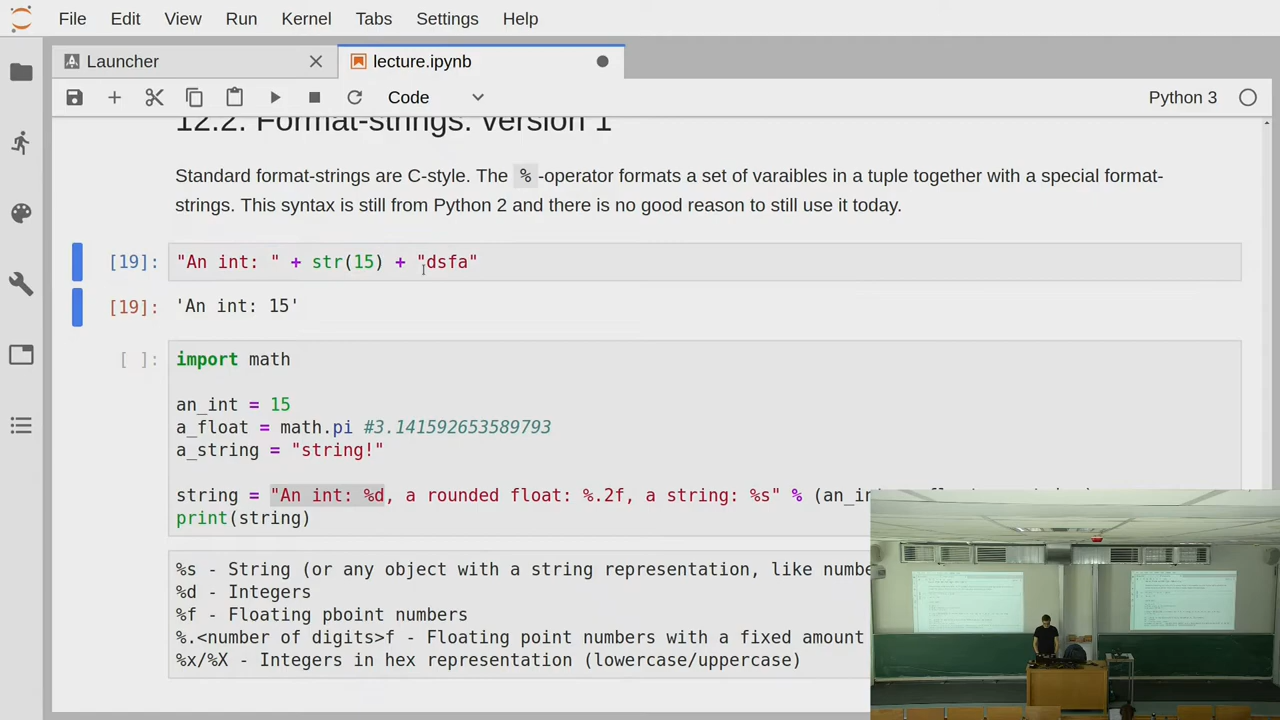 File Edit View Run Kernel Tabs Settings Help
Launcher lecture.ipynb
Code Python 3
12.2. Format-strings. Version 1
Standard format-strings are C-style. The % -operator formats a set of varaibles in a tuple together with a special format-
strings. This syntax is still from Python 2 and there is no good reason to still use it today.
[19]: "An int: " + str(15) + "dsfa"
[19]: 'An int: 15'
[ ]: import math
an_int = 15
a_float = math.pi #3.141592653589793
a_string = "string!"
string = "An int: %d, a rounded float: %.2f, a string: %s" % (an_int
print(string)
%s - String (or any object with a string representation, like numbe
%d - Integers
%f - Floating pboint numbers
%.<number of digits>f - Floating point numbers with a fixed amount
%x/%X - Integers in hex representation (lowercase/uppercase)